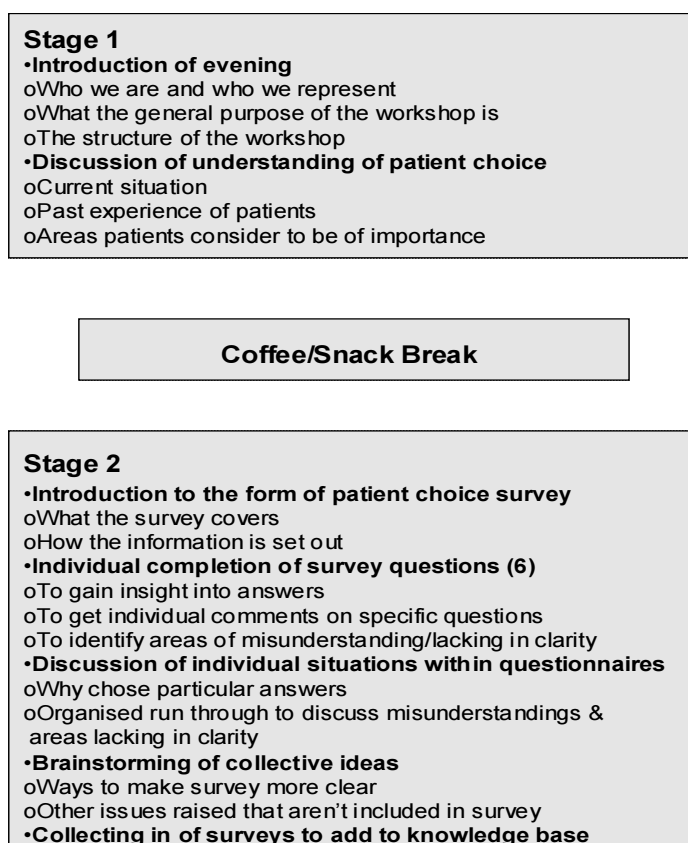 Stage 1
•Introduction of evening
oWho we are and who we represent
oWhat the general purpose of the workshop is
oThe structure of the workshop
•Discussion of understanding of patient choice
oCurrent situation
oPast experience of patients
oAreas patients consider to be of importance
Coffee/Snack Break
Stage 2
•Introduction to the form of patient choice survey
oWhat the survey covers
oHow the information is set out
•Individual completion of survey questions (6)
oTo gain insight into answers
oTo get individual comments on specific questions
oTo identify areas of misunderstanding/lacking in clarity
•Discussion of individual situations within questionnaires
oWhy chose particular answers
oOrganised run through to discuss misunderstandings &
areas lacking in clarity
•Brainstorming of collective ideas
oWays to make survey more clear
oOther issues raised that aren't included in survey
•Collecting in of surveys to add to knowledge base